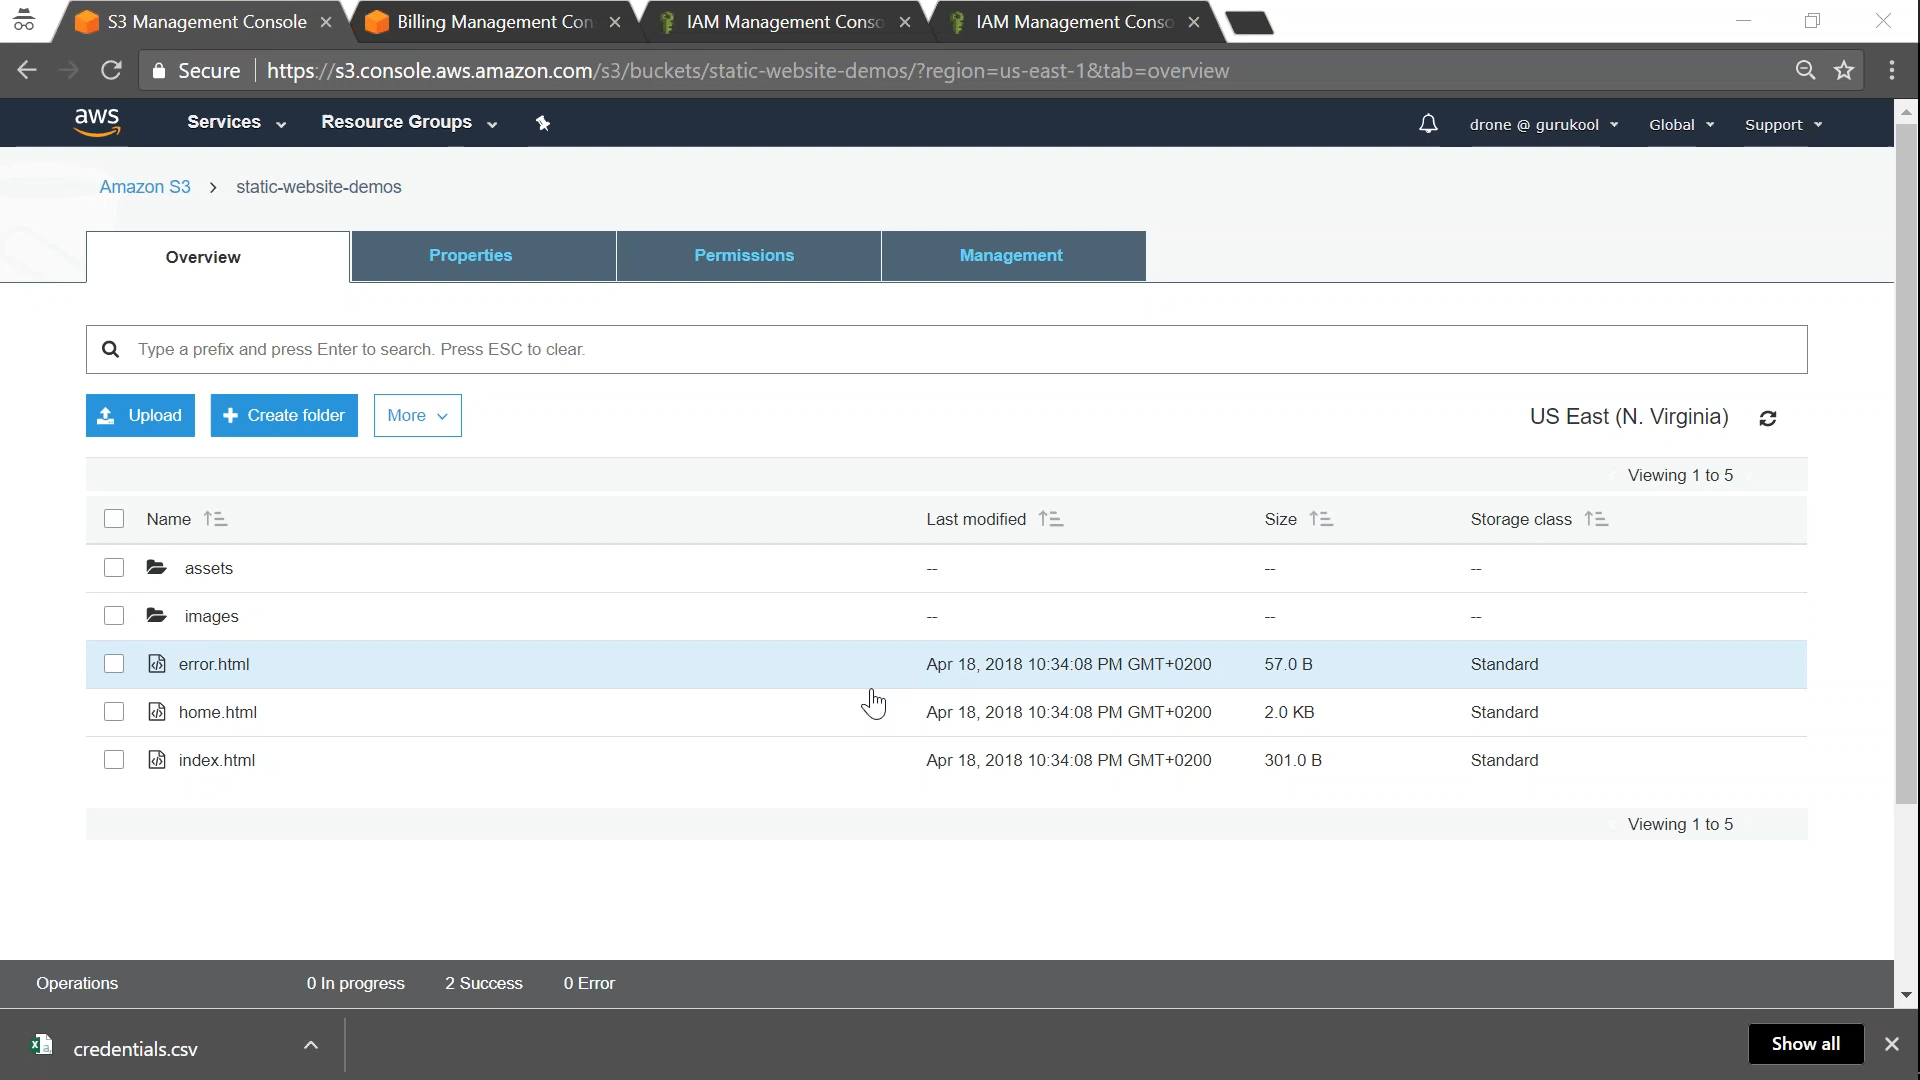 S3 Management Console
Billing Management Con
IAM Management Conso
IAM Management Conso
Secure
https://s3.console.aws.amazon.com/s3/buckets/static-website-demos/?region=us-east-1&tab=overview
aws
Services
Resource Groups
drone @ gurukool
Global
Support
Amazon S3 > static-website-demos
Overview
Properties
Permissions
Management
Type a prefix and press Enter to search. Press ESC to clear.
Upload
+ Create folder
More
US East (N. Virginia)
Viewing 1 to 5
Name
Last modified
Size
Storage class
assets -- -- --
images -- -- --
error.html Apr 18, 2018 10:34:08 PM GMT+0200 57.0 B Standard
home.html Apr 18, 2018 10:34:08 PM GMT+0200 2.0 KB Standard
index.html Apr 18, 2018 10:34:08 PM GMT+0200 301.0 B Standard
Viewing 1 to 5
Operations
0 In progress
2 Success
0 Error
credentials.csv
Show all